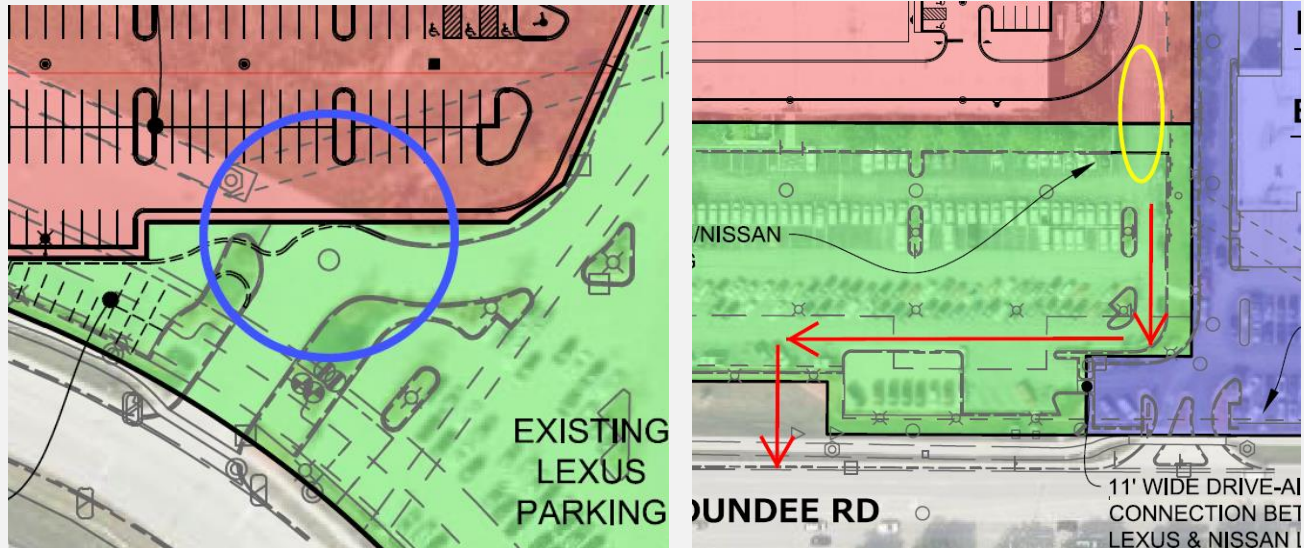 EXISTING
LEXUS
PARKING
/NISSAN
DUNDEE RD
11' WIDE DRIVE-AI
CONNECTION BET
LEXUS & NISSAN L